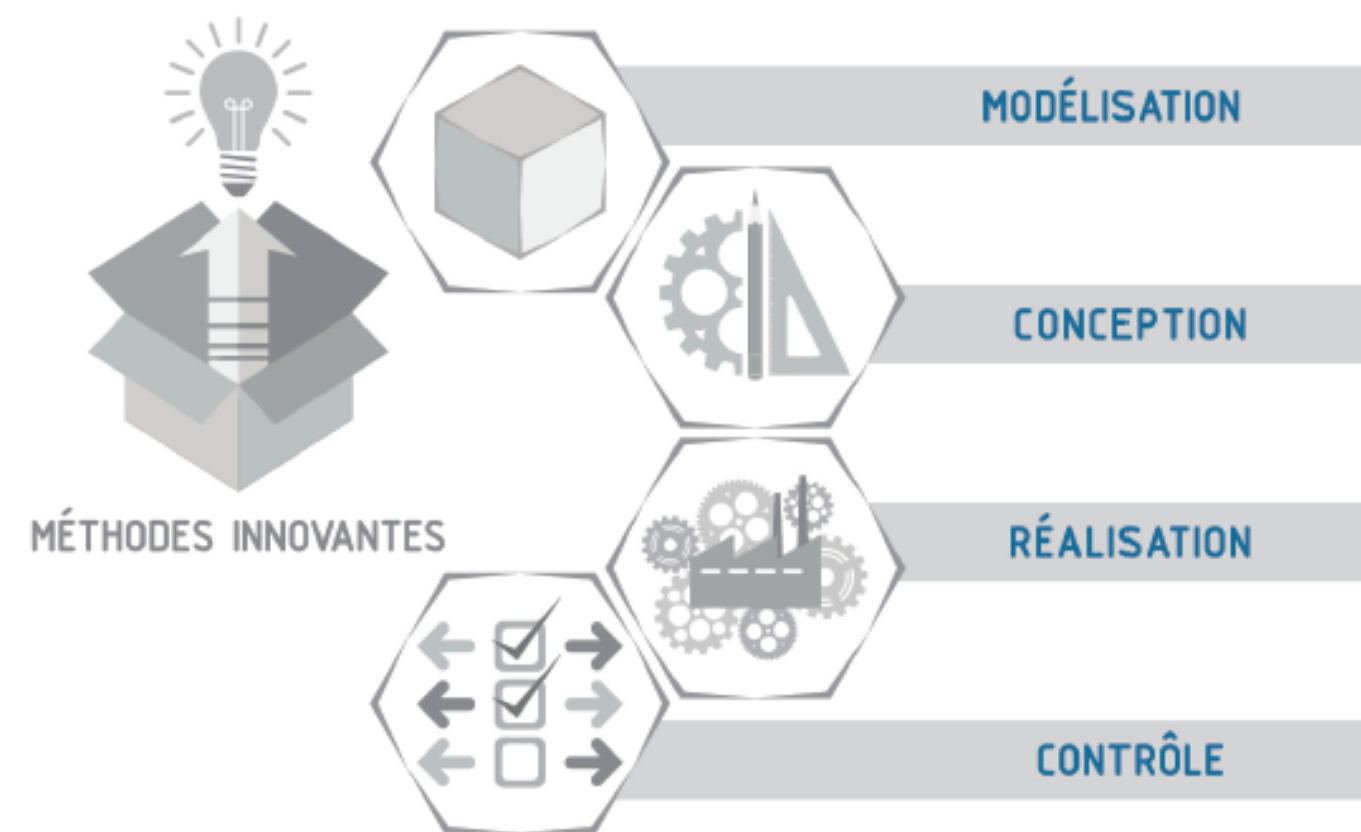 MODÉLISATION
CONCEPTION
MÉTHODES INNOVANTES
RÉALISATION
CONTRÔLE